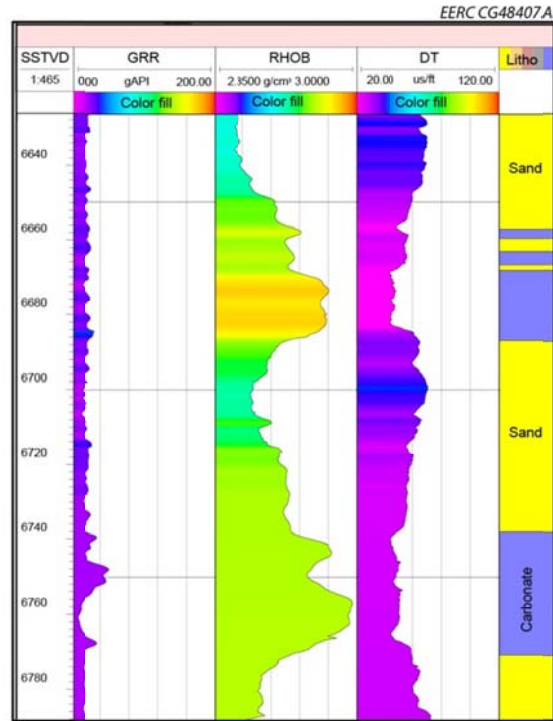 EERC CG48407.A
SSTVD GRR RHOB DT Litho
1:465 000 gAPI 200.00 2.3500 g/cm³ 3.0000 20.00 us/ft 120.00
Color fill Color fill Color fill
6640
Sand
6660
6680
6700
Sand
6720
6740
Carbonate
6760
6780